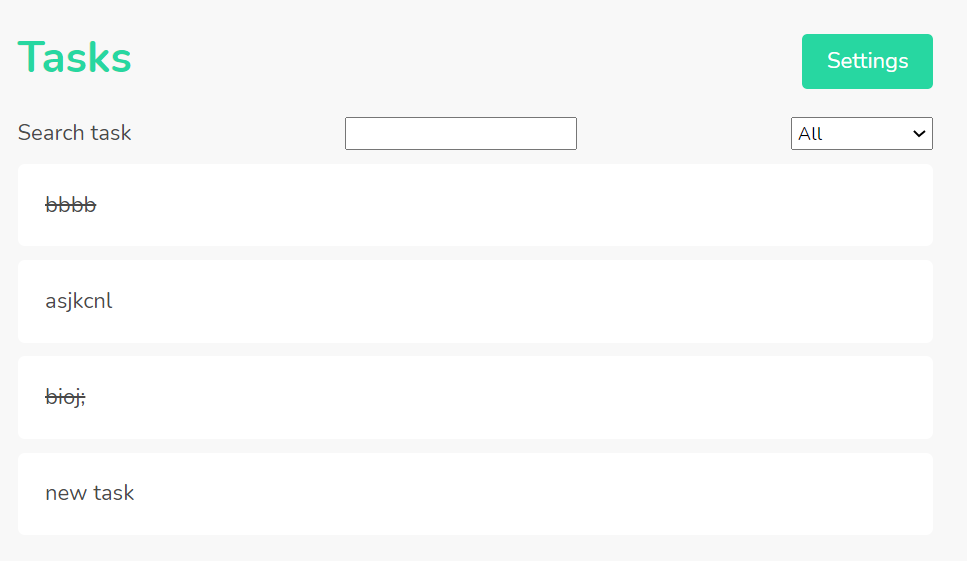 Tasks
Settings
Search task
All
bbbb
asjkcnl
bioj;
new task